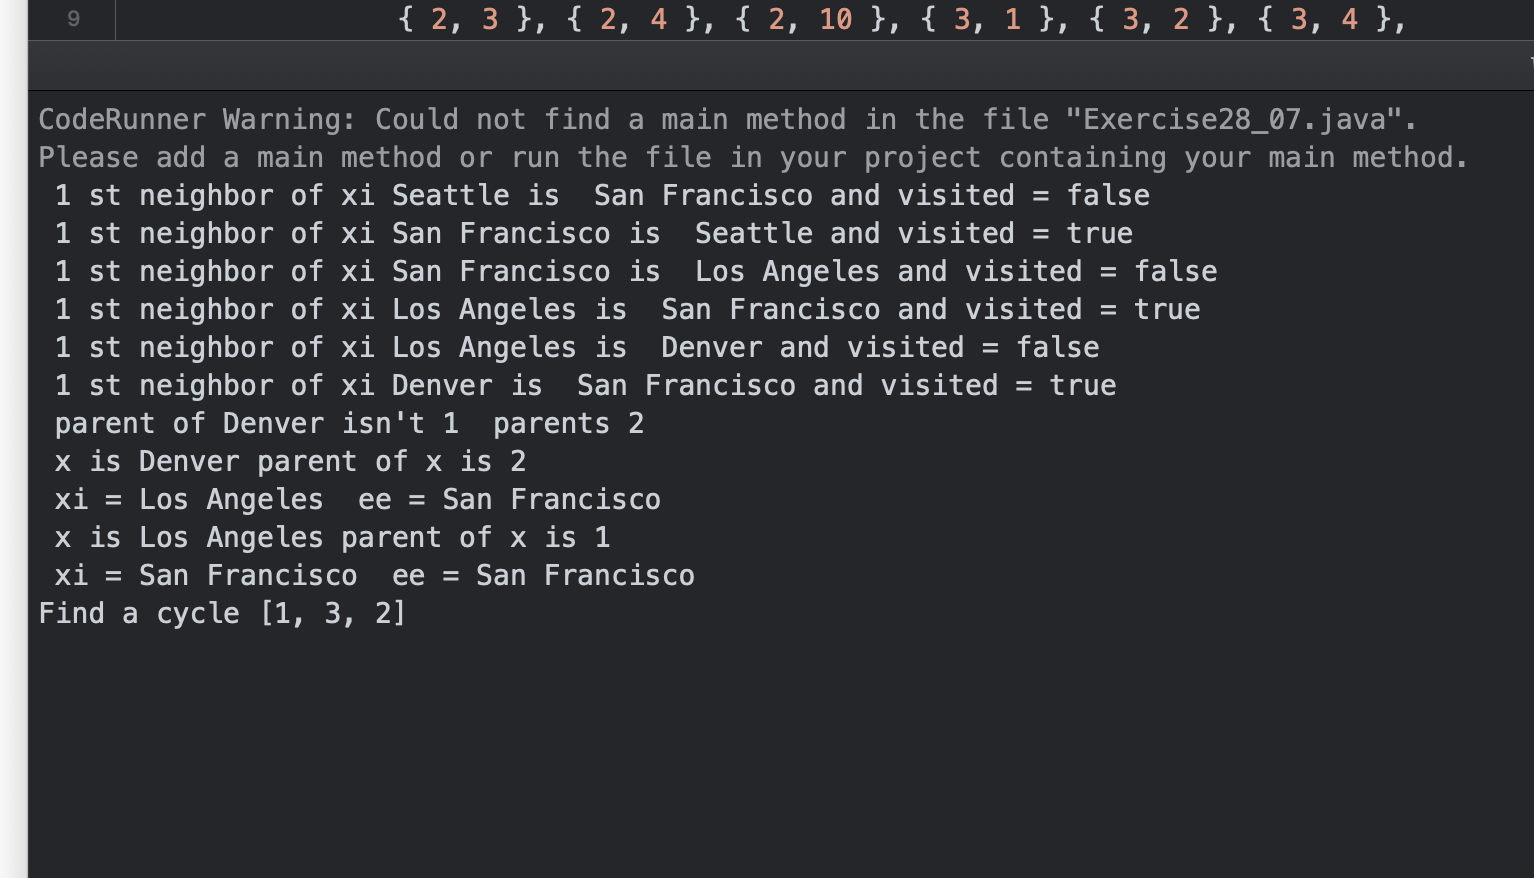 9 { 2, 3 }, { 2, 4 }, { 2, 10 }, { 3, 1 }, { 3, 2 }, { 3, 4 },
CodeRunner Warning: Could not find a main method in the file "Exercise28_07.java".
Please add a main method or run the file in your project containing your main method.
1 st neighbor of xi Seattle is  San Francisco and visited = false
1 st neighbor of xi San Francisco is  Seattle and visited = true
1 st neighbor of xi San Francisco is  Los Angeles and visited = false
1 st neighbor of xi Los Angeles is  San Francisco and visited = true
1 st neighbor of xi Los Angeles is  Denver and visited = false
1 st neighbor of xi Denver is  San Francisco and visited = true
parent of Denver isn't 1  parents 2
x is Denver parent of x is 2
xi = Los Angeles  ee = San Francisco
x is Los Angeles parent of x is 1
xi = San Francisco  ee = San Francisco
Find a cycle [1, 3, 2]